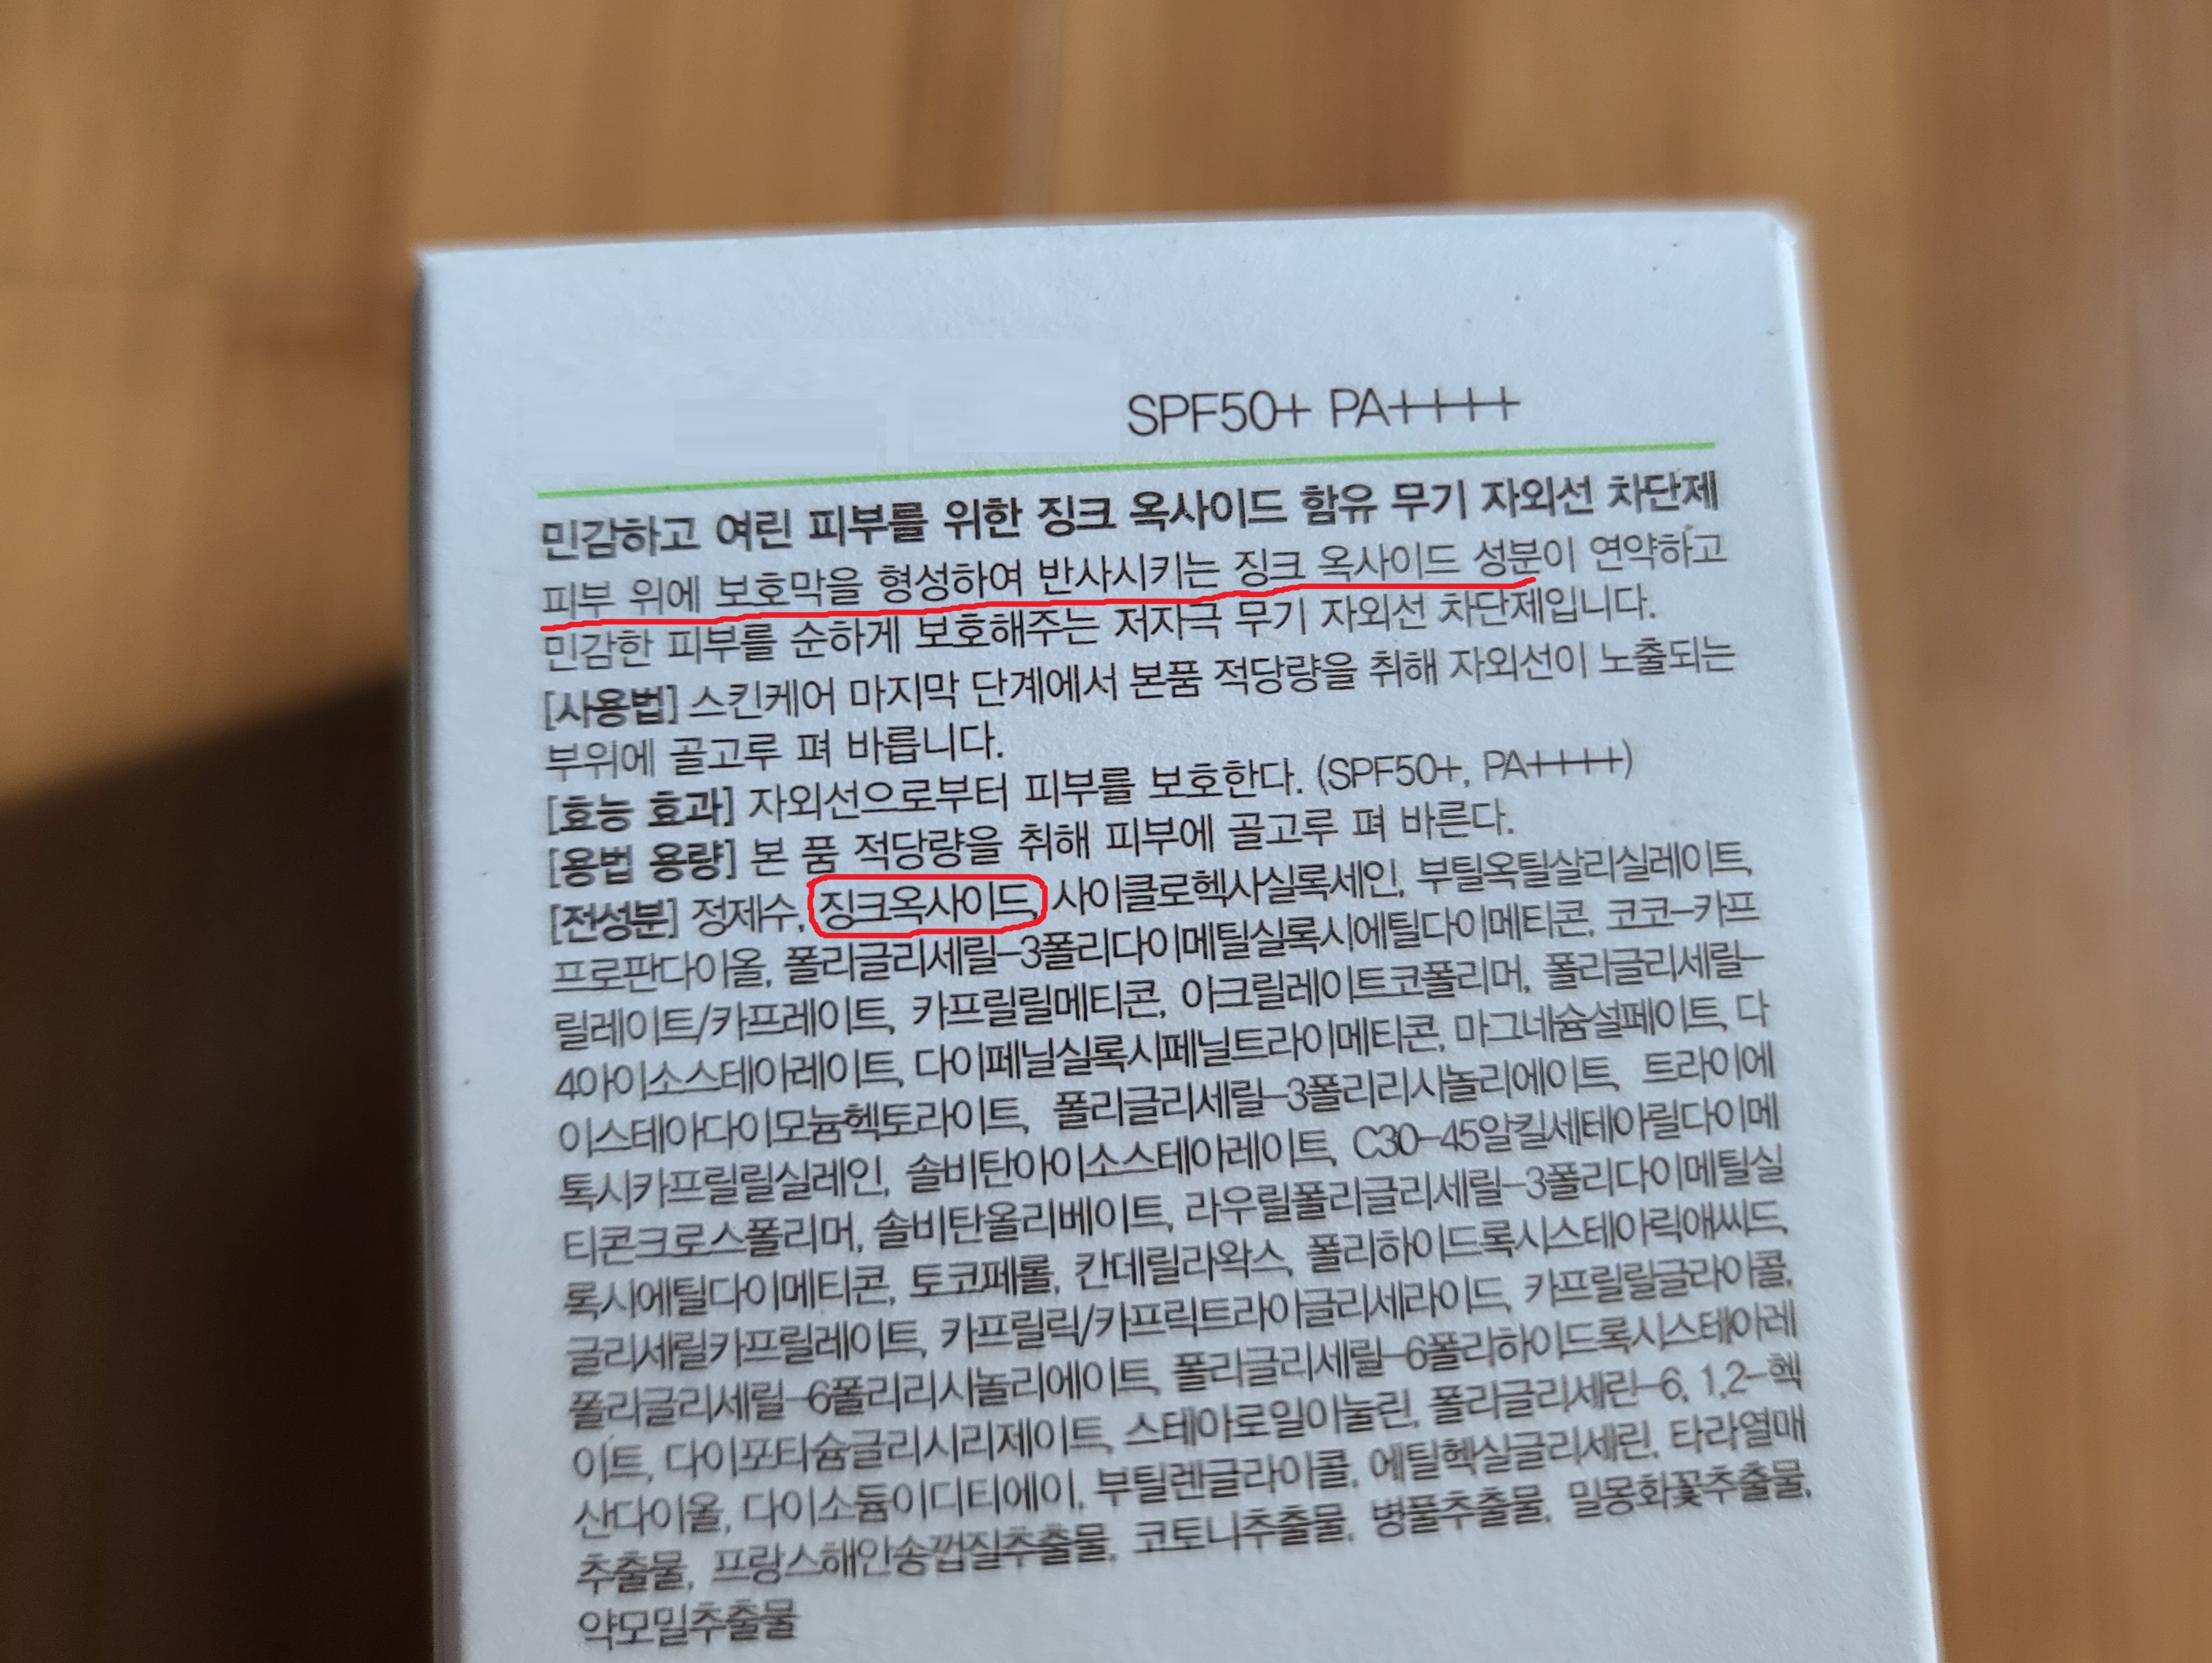 SPF50+ PA++++
민감하고 여린 피부를 위한 징크 옥사이드 함유 무기 자외선 차단제
피부 위에 보호막을 형성하여 반사시키는 징크 옥사이드 성분이 연약하고
민감한 피부를 순하게 보호해주는 저자극 무기 자외선 차단제입니다.
[사용법] 스킨케어 마지막 단계에서 본품 적당량을 취해 자외선이 노출되는
부위에 골고루 펴 바릅니다.
[효능 효과] 자외선으로부터 피부를 보호한다. (SPF50+, PA++++)
[용법 용량] 본 품 적당량을 취해 피부에 골고루 펴 바른다.
[전성분] 정제수, 징크옥사이드, 사이클로헥사실록세인, 부틸옥틸살리실레이트,
프로판다이올, 폴리글리세릴-3폴리다이메틸실록시에틸다이메티콘, 코코-카프
릴레이트/카프레이트, 카프릴릴메티콘, 아크릴레이트코폴리머, 폴리글리세릴-
4아이소스테아레이트, 다이페닐실록시페닐트라이메티콘, 마그네슘설페이트, 다
이스테아다이모늄헥토라이트, 폴리글리세릴-3폴리리시놀리에이트, 트라이에
톡시카프릴릴실레인, 솔비탄아이소스테아레이트, C30-45알킬세테아릴다이메
티콘크로스폴리머, 솔비탄올리베이트, 라우릴폴리글리세릴-3폴리다이메틸실
록시에틸다이메티콘, 토코페롤, 칸데릴라왁스, 폴리하이드록시스테아릭애씨드,
글리세릴카프릴레이트, 카프릴릭/카프릭트라이글리세라이드, 카프릴릴글라이콜,
폴리글리세릴-6폴리리시놀리에이트, 폴리글리세릴-6폴리하이드록시스테아레
이트, 다이포타슘글리시리제이트, 스테아로일이눌린, 폴리글리세린-6, 1,2-헥
산다이올, 다이소듐이디티에이, 부틸렌글라이콜, 에틸헥실글리세린, 타라열매
추출물, 프랑스해안송껍질추출물, 코토니추출물, 병풀추출물, 밀몽화꽃추출물,
약모밀추출물